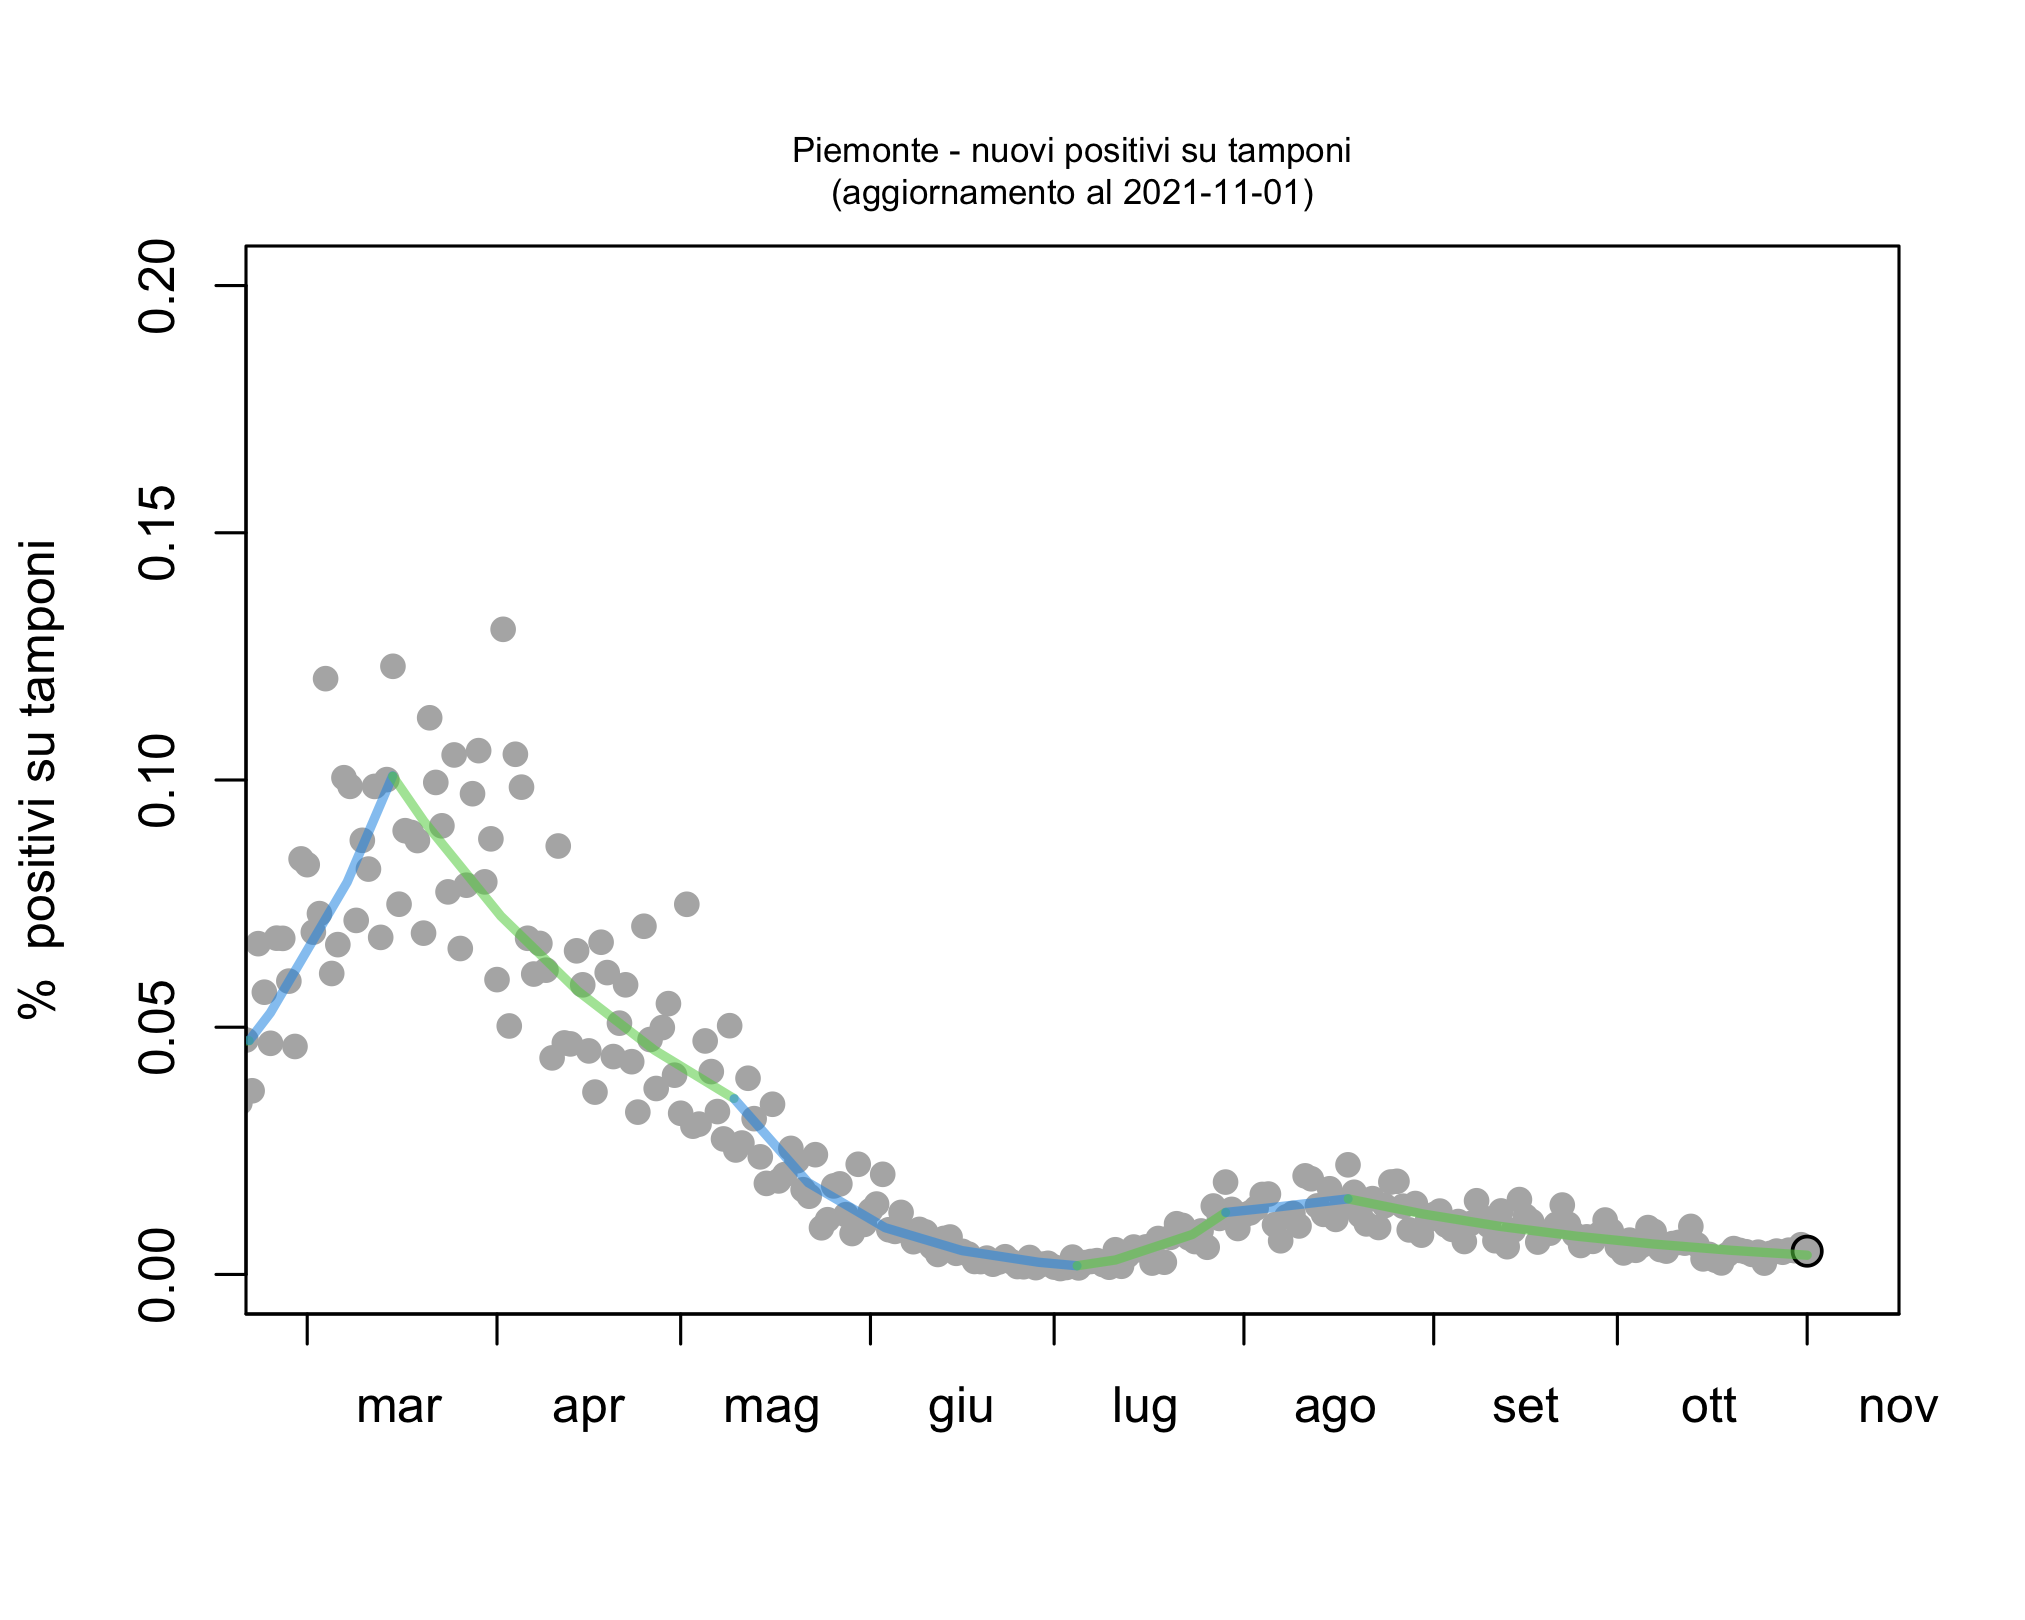 Piemonte - nuovi positivi su tamponi
(aggiornamento al 2021-11-01)
% positivi su tamponi
0.20
0.15
0.10
0.05
0.00
mar apr mag giu lug ago set ott nov